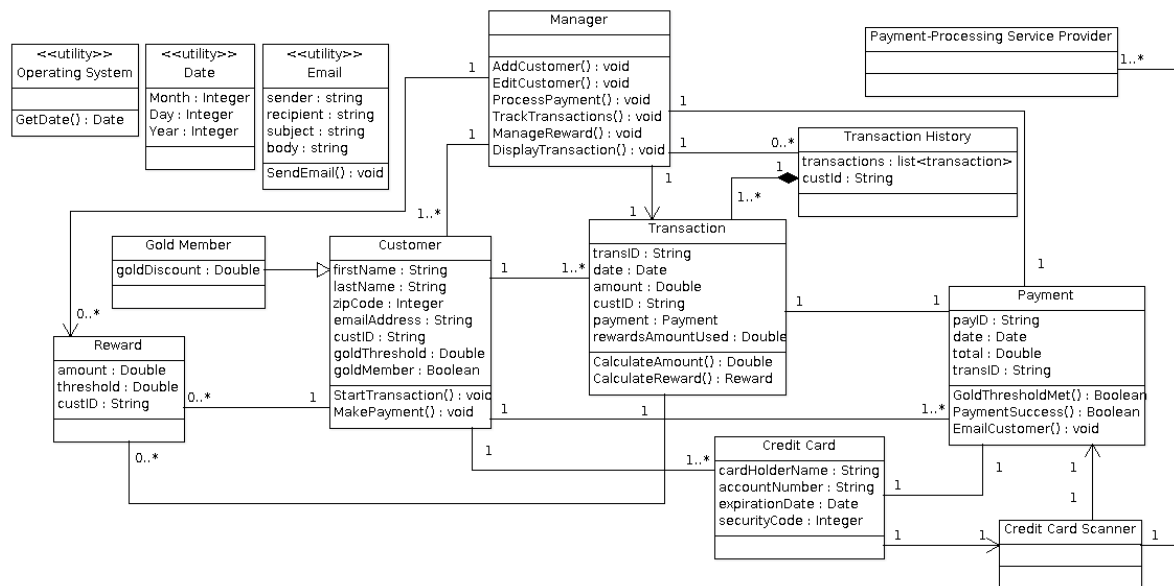 Manager
AddCustomer() : void
EditCustomer() : void
ProcessPayment() : void
TrackTransactions() : void
ManageReward() : void
DisplayTransaction() : void
<<utility>>
Operating System
GetDate() : Date
<<utility>>
Date
Month : Integer
Day : Integer
Year : Integer
<<utility>>
Email
sender : string
recipient : string
subject : string
body : string
SendEmail() : void
Payment-Processing Service Provider
1..*
1
1
1
1
0..*
Transaction History
transactions : list<transaction>
custId : String
1
1..*
1
1
1..*
Gold Member
goldDiscount : Double
Customer
firstName : String
lastName : String
zipCode : Integer
emailAddress : String
custID : String
goldThreshold : Double
goldMember : Boolean
StartTransaction() : void
MakePayment() : void
1
1..*
Transaction
transID : String
date : Date
amount : Double
custID : String
payment : Payment
rewardsAmountUsed : Double
CalculateAmount() : Double
CalculateReward() : Reward
1
1
1
Payment
payID : String
date : Date
total : Double
transID : String
GoldThresholdMet() : Boolean
PaymentSuccess() : Boolean
EmailCustomer() : void
0..*
Reward
amount : Double
threshold : Double
custID : String
0..*
1
1
1
1..*
0..*
1
1..*
Credit Card
cardHolderName : String
accountNumber : String
expirationDate : Date
securityCode : Integer
1
1
1
1
1
1
Credit Card Scanner
1